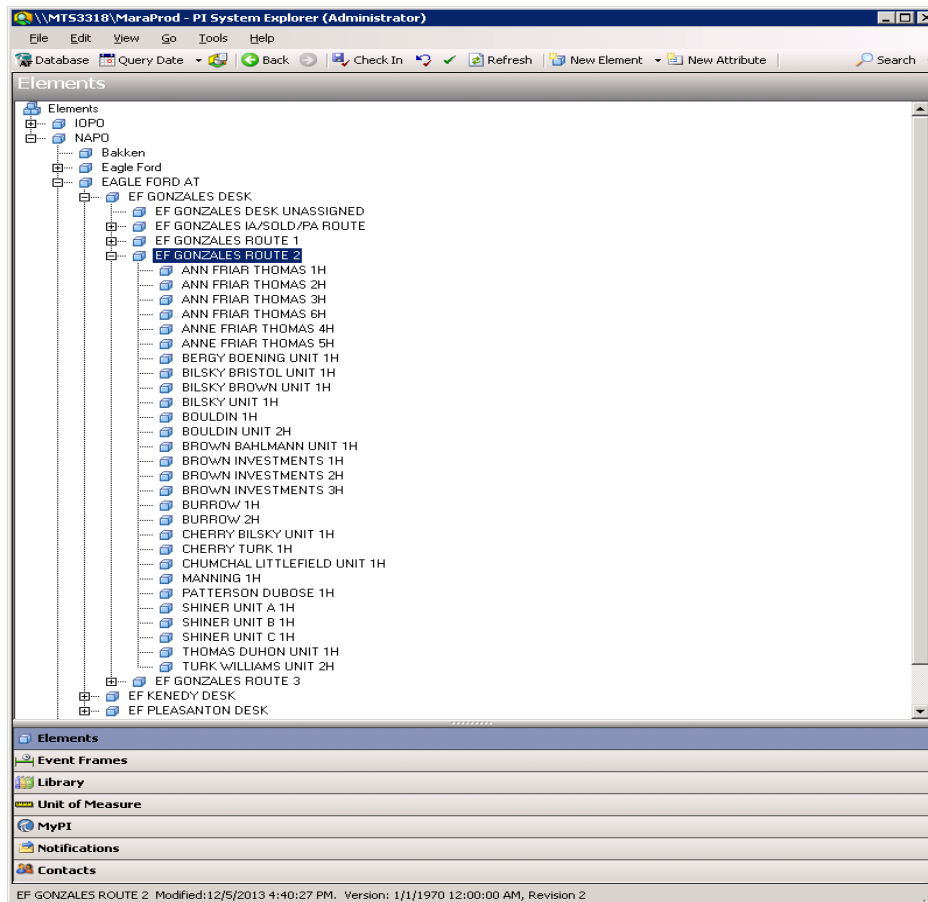 \\MTS3318\MaraProd - PI System Explorer (Administrator)
File Edit View Go Tools Help
Database Query Date Back Check In Refresh New Element New Attribute Search
Elements
Elements
IOPO
NAPO
Bakken
Eagle Ford
EAGLE FORD AT
EF GONZALES DESK
EF GONZALES DESK UNASSIGNED
EF GONZALES IA/SOLD/PA ROUTE
EF GONZALES ROUTE 1
EF GONZALES ROUTE 2
ANN FRIAR THOMAS 1H
ANN FRIAR THOMAS 2H
ANN FRIAR THOMAS 3H
ANN FRIAR THOMAS 6H
ANNE FRIAR THOMAS 4H
ANNE FRIAR THOMAS 5H
BERGY BOENING UNIT 1H
BILSKY BRISTOL UNIT 1H
BILSKY BROWN UNIT 1H
BILSKY UNIT 1H
BOULDIN 1H
BOULDIN UNIT 2H
BROWN BAHLMANN UNIT 1H
BROWN INVESTMENTS 1H
BROWN INVESTMENTS 2H
BROWN INVESTMENTS 3H
BURROW 1H
BURROW 2H
CHERRY BILSKY UNIT 1H
CHERRY TURK 1H
CHUMCHAL LITTLEFIELD UNIT 1H
MANNING 1H
PATTERSON DUBOSE 1H
SHINER UNIT A 1H
SHINER UNIT B 1H
SHINER UNIT C 1H
THOMAS DUHON UNIT 1H
TURK WILLIAMS UNIT 2H
EF GONZALES ROUTE 3
EF KENEDY DESK
EF PLEASANTON DESK
Elements
Event Frames
Library
Unit of Measure
MyPI
Notifications
Contacts
EF GONZALES ROUTE 2 Modified:12/5/2013 4:40:27 PM. Version: 1/1/1970 12:00:00 AM, Revision 2